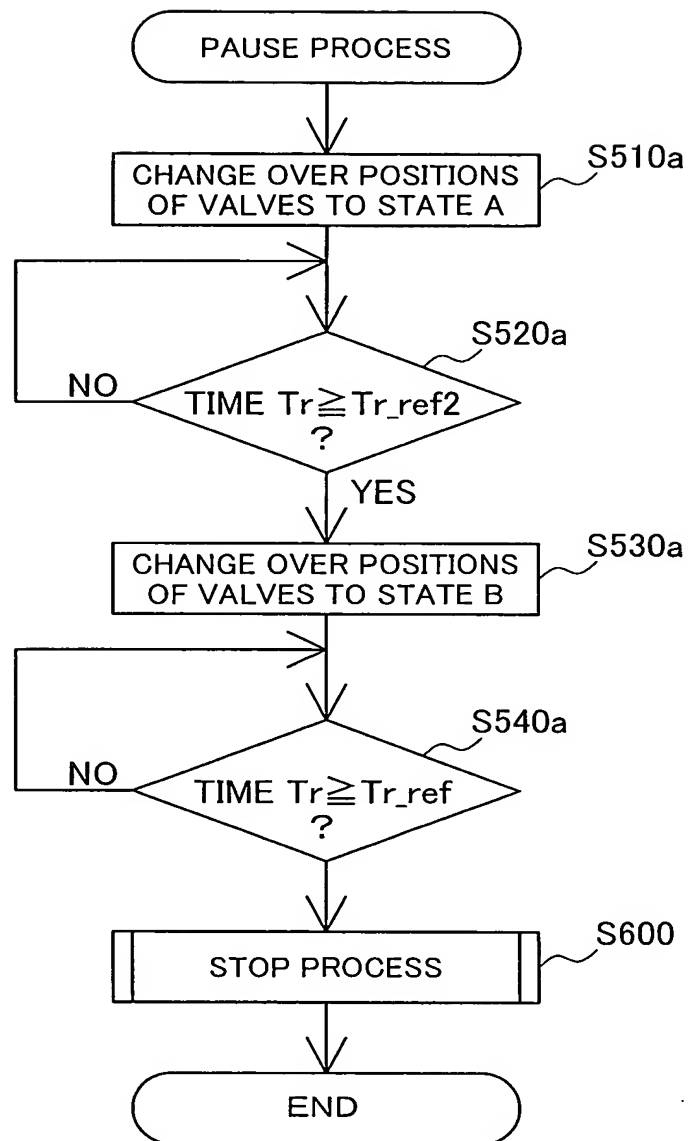 PAUSE PROCESS
S510a
CHANGE OVER POSITIONS
OF VALVES TO STATE A
S520a
NO
TIME Tr≧Tr_ref2
?
YES
S530a
CHANGE OVER POSITIONS
OF VALVES TO STATE B
S540a
NO
TIME Tr≧Tr_ref
?
S600
STOP PROCESS
END